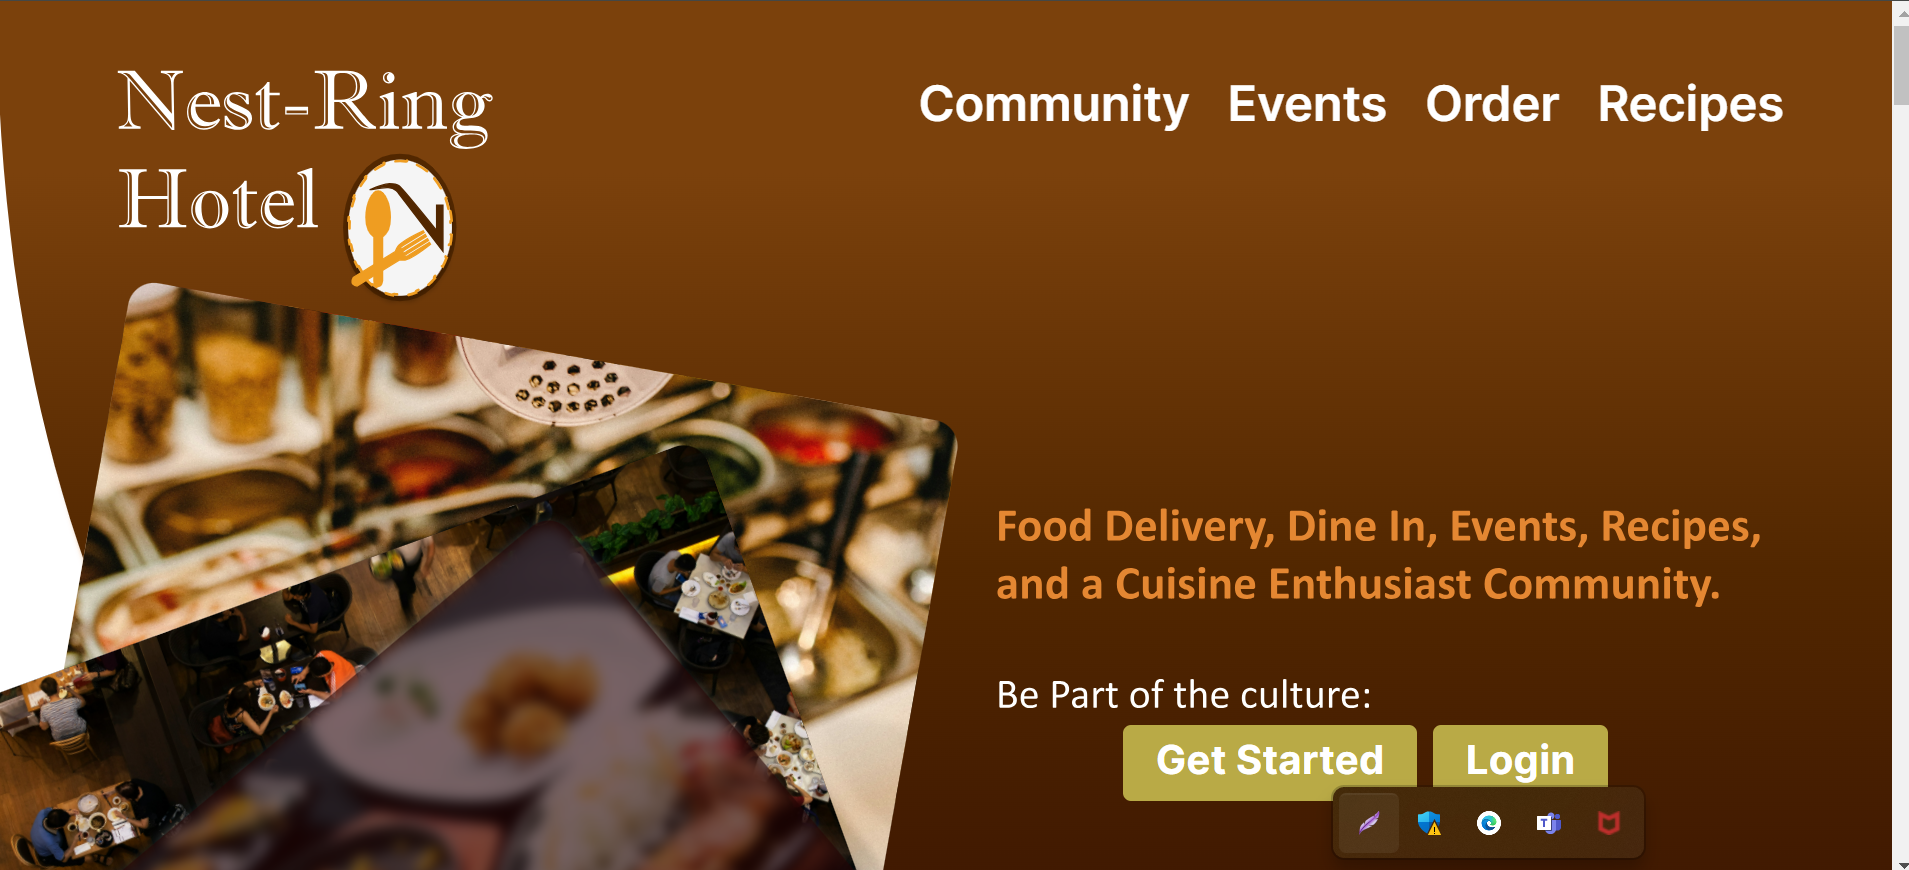 Nest-Ring
Hotel
Community Events Order Recipes
Food Delivery, Dine In, Events, Recipes,
and a Cuisine Enthusiast Community.
Be Part of the culture:
Get Started Login